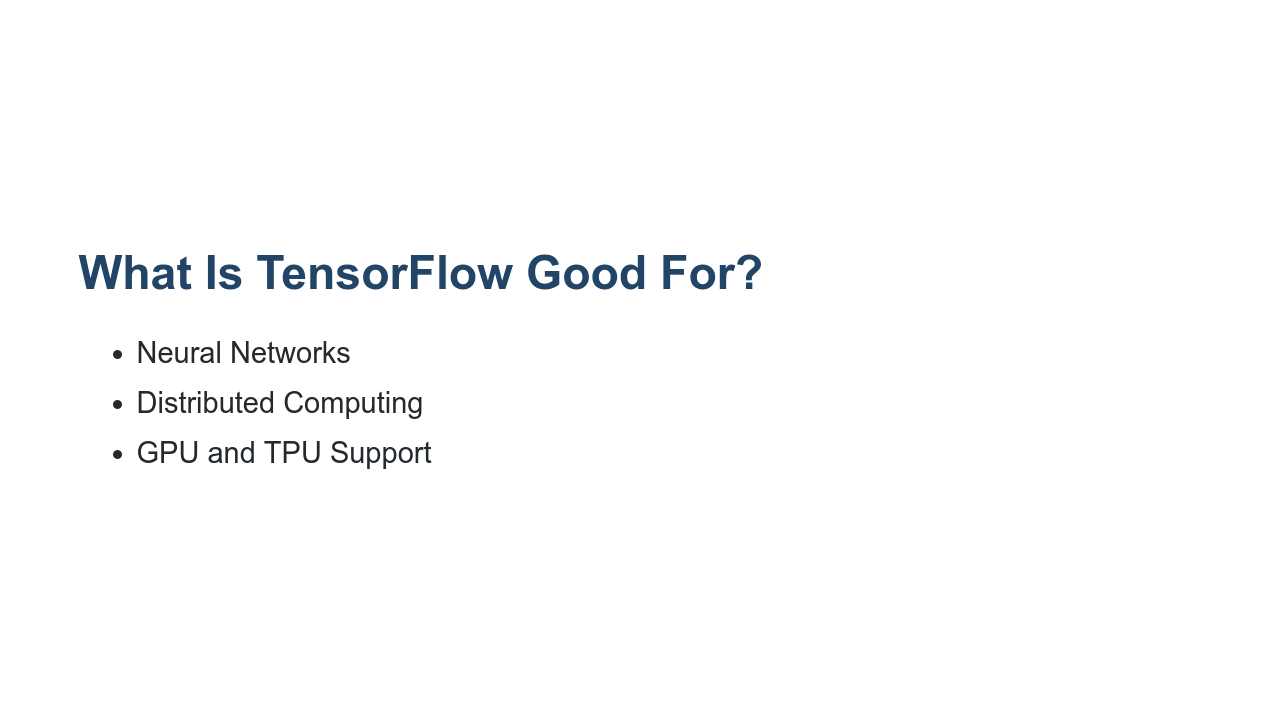 What Is TensorFlow Good For?
• Neural Networks
• Distributed Computing
• GPU and TPU Support